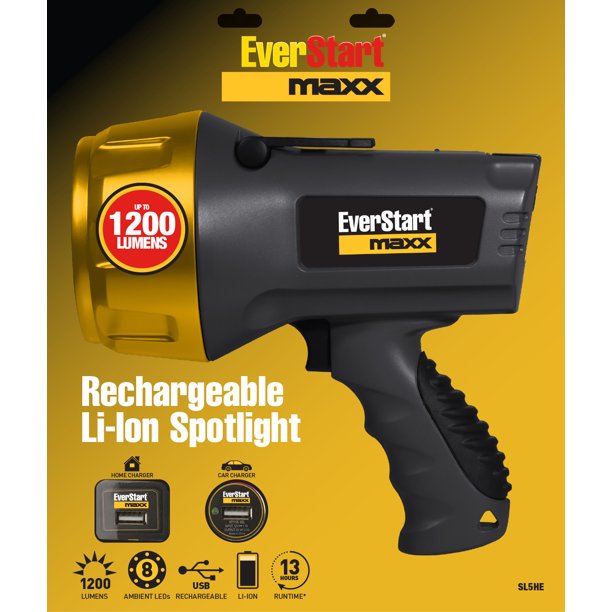 EverStart®
maxx
UP TO
1200
LUMENS
EverStart®
maxx
Rechargeable
Li-Ion Spotlight
HOME CHARGER
CAR CHARGER
EverStart
maxx
EverStart
maxx
1200
LUMENS
8
AMBIENT LEDs
USB
RECHARGEABLE
LI-ION
13
HOURS
RUNTIME*
SL5HE